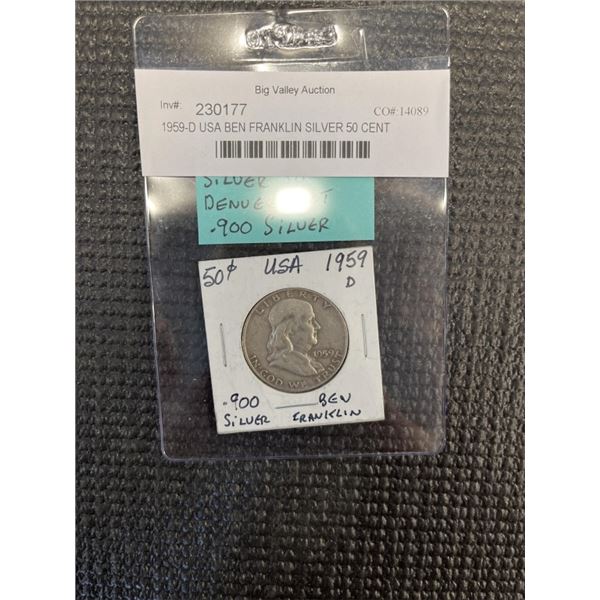 Big Valley Auction
Inv#: 230177 CO#:14089
1959-D USA BEN FRANKLIN SILVER 50 CENT
SILVER
DENVE
.900 SILVER
50¢ USA 1959
D
LIBERTY
1959
IN GOD WE TRUST
.900 BEN
SILVER FRANKLIN